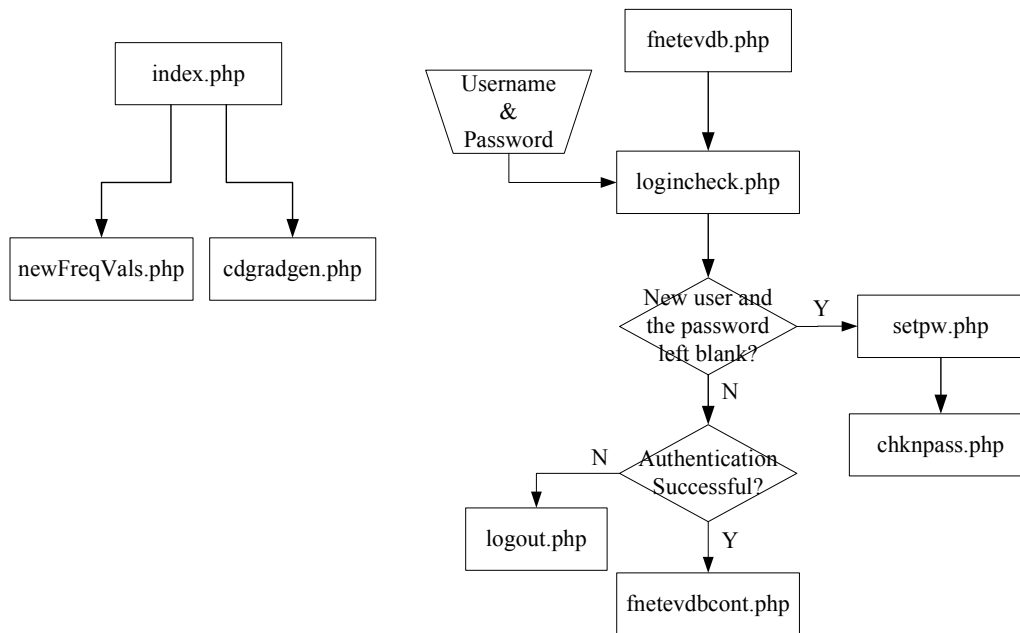 index.php
newFreqVals.php
cdgradgen.php
fnetevdb.php
Username
&
Password
logincheck.php
New user and
the password
left blank?
Y
setpw.php
chknpass.php
N
Authentication
Successful?
N
logout.php
Y
fnetevdbcont.php